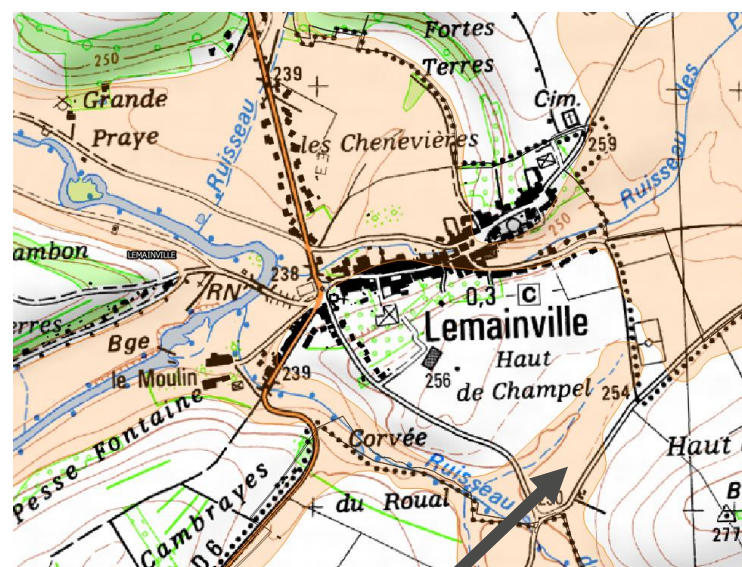 Fortes
Terres
250
239
Grande
Praye
Cim.
les Chenevières
Ruisseau
259
Ruisseau des
250
LEMAINVILLE
238
RN
0,3 C
Lemainville
Bge
le Moulin
239
256
Haut
de Champel
254
Pesse Fontaine
Corvée
Haut
Ruisseau
du Roual
Cambrayes
D 6
B
277